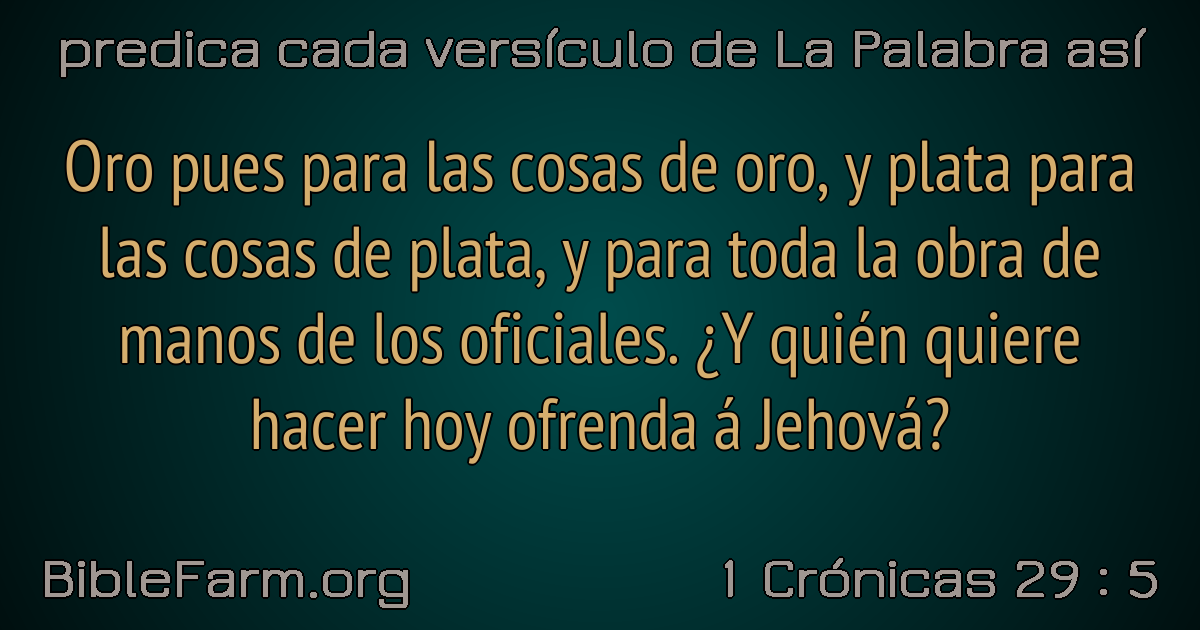 predica cada versículo de La Palabra así
Oro pues para las cosas de oro, y plata para
las cosas de plata, y para toda la obra de
manos de los oficiales. ¿Y quién quiere
hacer hoy ofrenda á Jehová?
BibleFarm.org
1 Crónicas 29 : 5